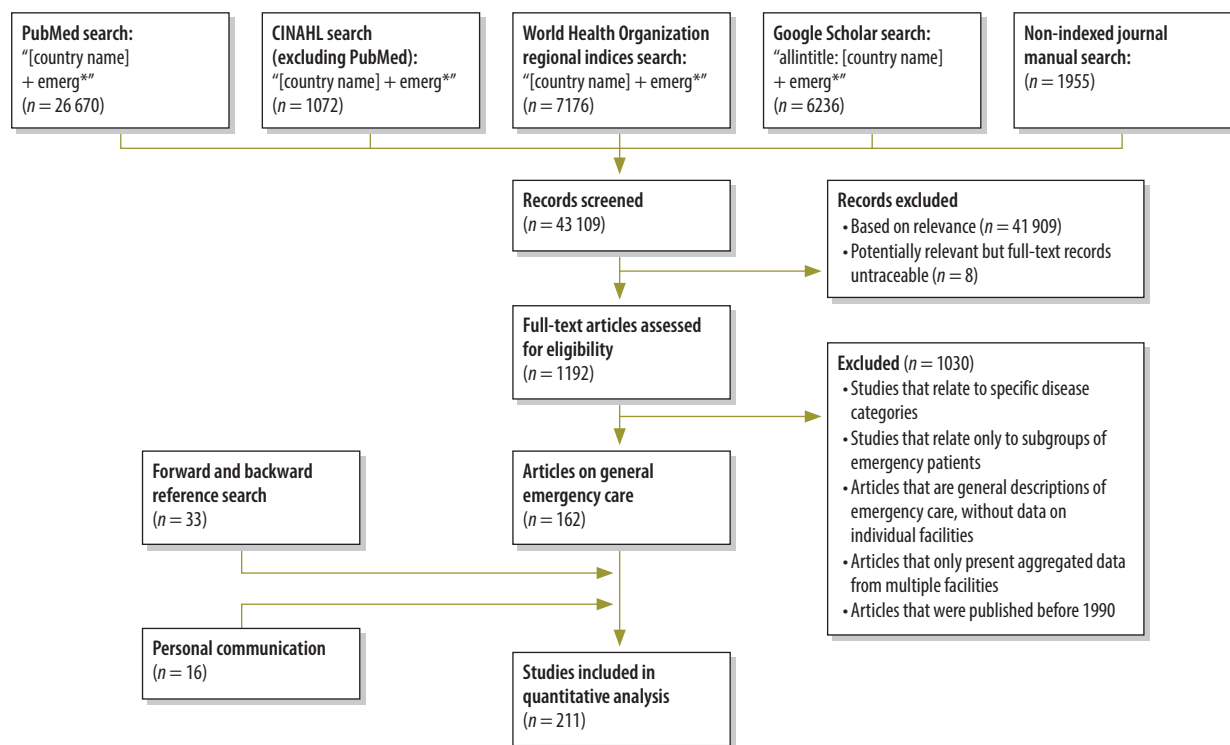 PubMed search:
“[country name]
+ emerg*”
(n = 26 670)
CINAHL search
(excluding PubMed):
“[country name] + emerg*”
(n = 1072)
World Health Organization
regional indices search:
“[country name] + emerg*”
(n = 7176)
Google Scholar search:
“allintitle: [country name]
+ emerg*”
(n = 6236)
Non-indexed journal
manual search:
(n = 1955)
Records screened
(n = 43 109)
Records excluded
• Based on relevance (n = 41 909)
• Potentially relevant but full-text records
untraceable (n = 8)
Full-text articles assessed
for eligibility
(n = 1192)
Excluded (n = 1030)
• Studies that relate to specific disease
categories
• Studies that relate only to subgroups of
emergency patients
• Articles that are general descriptions of
emergency care, without data on
individual facilities
• Articles that only present aggregated data
from multiple facilities
• Articles that were published before 1990
Forward and backward
reference search
(n = 33)
Articles on general
emergency care
(n = 162)
Personal communication
(n = 16)
Studies included in
quantitative analysis
(n = 211)